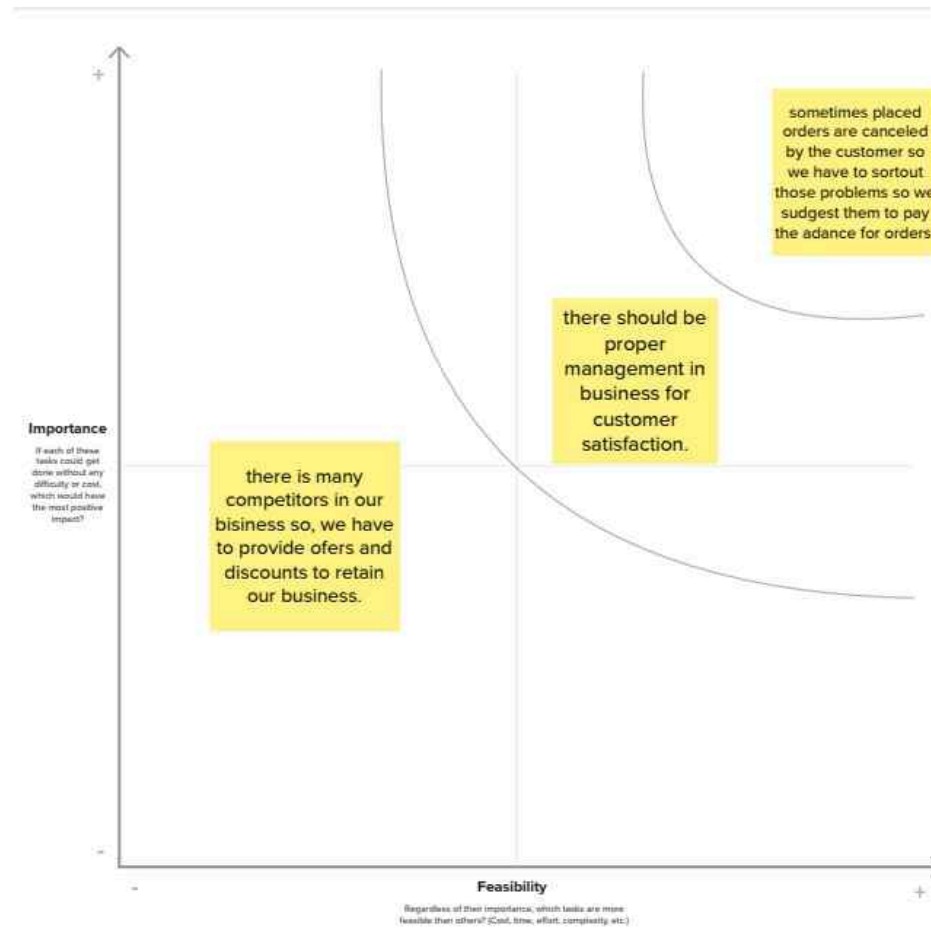 +
sometimes placed
orders are canceled
by the customer so
we have to sortout
those problems so we
sudgest them to pay
the adance for orders
there should be
proper
management in
business for
customer
satisfaction.
Importance
If each of these
tasks could get
done without any
difficulty or cost,
which would have
the most positive
impact?
there is many
competitors in our
bisiness so, we have
to provide ofers and
discounts to retain
our business.
-
-
Feasibility
+
Regardless of their importance, which tasks are more
feasible than others? (Cost, time, effort, complexity, etc.)